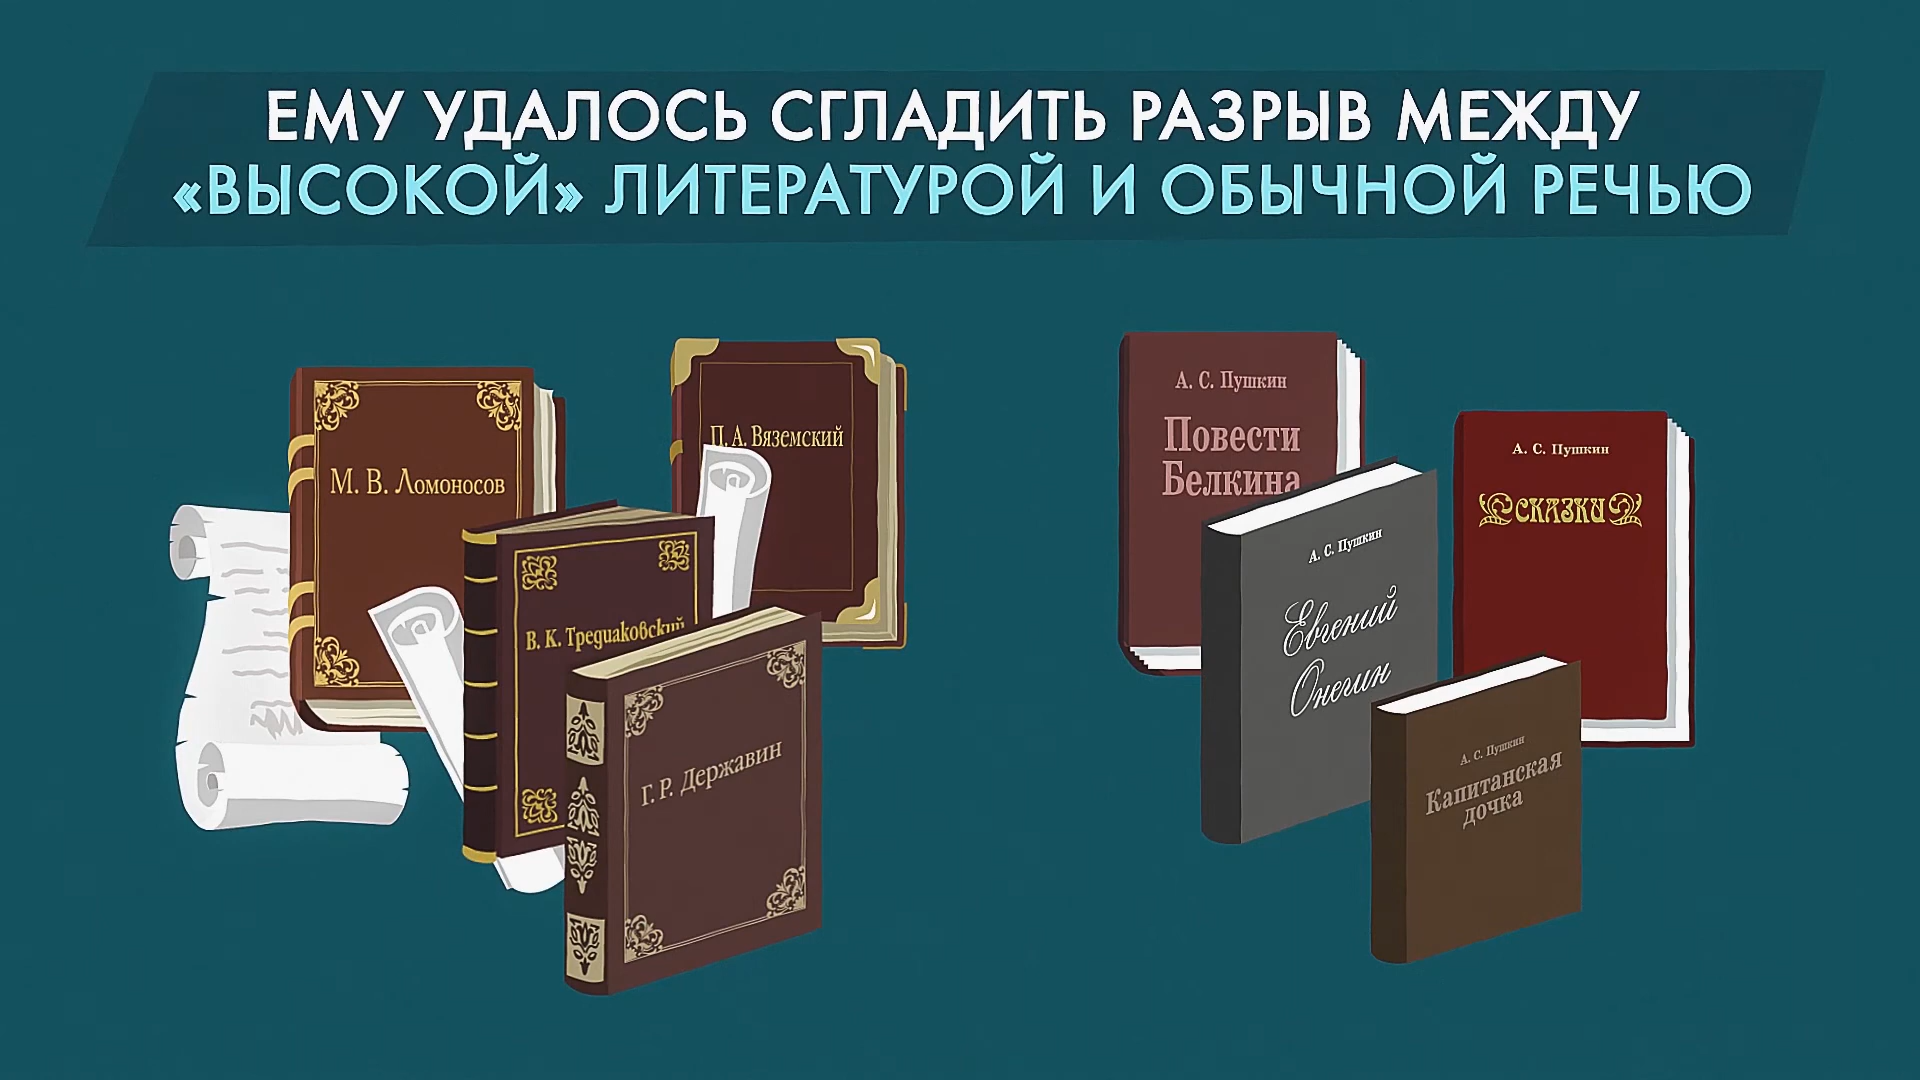 ЕМУ УДАЛОСЬ СГЛАДИТЬ РАЗРЫВ МЕЖДУ
«ВЫСОКОЙ» ЛИТЕРАТУРОЙ И ОБЫЧНОЙ РЕЧЬЮ
М. В. Ломоносов
П. А. Вяземский
В. К. Тредиаковский
Г. Р. Державин
А. С. Пушкин
Повести
Белкина
А. С. Пушкин
Евгений
Онегин
А. С. Пушкин
СКАЗКИ
А. С. Пушкин
Капитанская
дочка